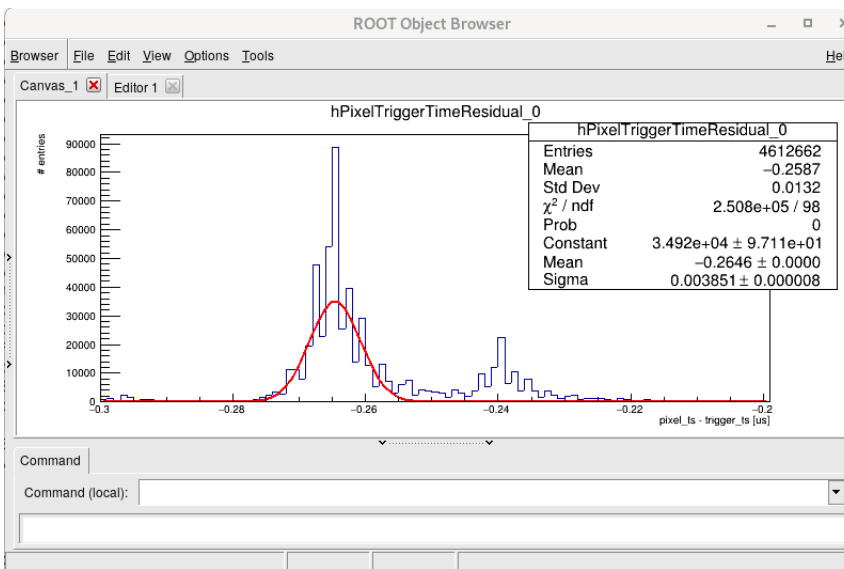 ROOT Object Browser
Browser File Edit View Options Tools
Canvas_1 Editor 1
hPixelTriggerTimeResidual_0
# entries
90000
80000
70000
60000
50000
40000
30000
20000
10000
0
−0.3 −0.28 −0.26 −0.24 −0.22 −0.2
pixel_ts - trigger_ts [us]
hPixelTriggerTimeResidual_0
Entries 4612662
Mean −0.2587
Std Dev 0.0132
χ² / ndf 2.508e+05 / 98
Prob 0
Constant 3.492e+04 ± 9.711e+01
Mean −0.2646 ± 0.0000
Sigma 0.003851 ± 0.000008
Command
Command (local):